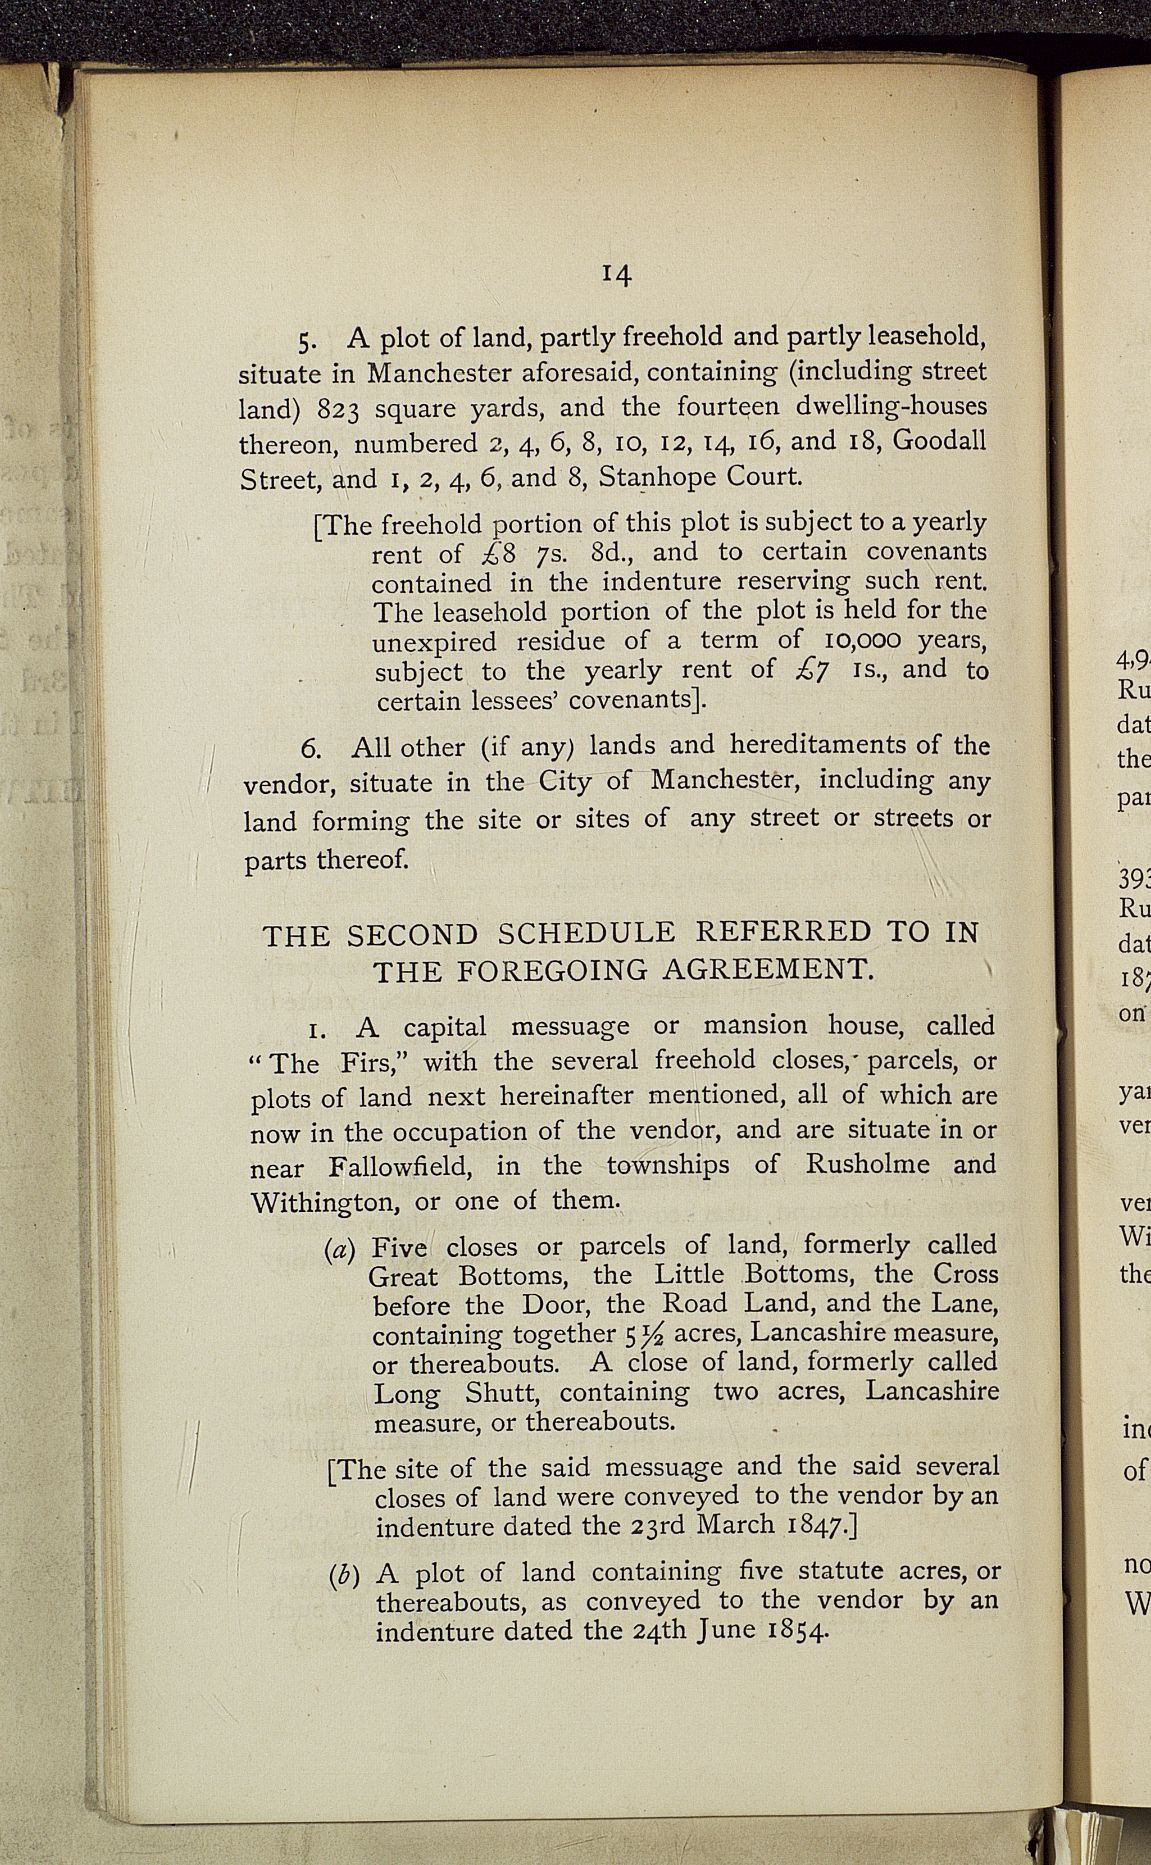 14
5. A plot of land, partly freehold and partly leasehold,
situate in Manchester aforesaid, containing (including street
land) 823 square yards, and the fourteen dwelling-houses
thereon, numbered 2, 4, 6, 8, 10, 12, 14, 16, and 18, Goodall
Street, and 1, 2, 4, 6, and 8, Stanhope Court.
[The freehold portion of this plot is subject to a yearly
rent of £8 7s. 8d., and to certain covenants
contained in the indenture reserving such rent.
The leasehold portion of the plot is held for the
unexpired residue of a term of 10,000 years,
subject to the yearly rent of £7 1s., and to
certain lessees' covenants].
6. All other (if any) lands and hereditaments of the
vendor, situate in the City of Manchester, including any
land forming the site or sites of any street or streets or
parts thereof.
THE SECOND SCHEDULE REFERRED TO IN
THE FOREGOING AGREEMENT.
1. A capital messuage or mansion house, called
"The Firs," with the several freehold closes, parcels, or
plots of land next hereinafter mentioned, all of which are
now in the occupation of the vendor, and are situate in or
near Fallowfield, in the townships of Rusholme and
Withington, or one of them.
(a) Five closes or parcels of land, formerly called
Great Bottoms, the Little Bottoms, the Cross
before the Door, the Road Land, and the Lane,
containing together 5½ acres, Lancashire measure,
or thereabouts. A close of land, formerly called
Long Shutt, containing two acres, Lancashire
measure, or thereabouts.
[The site of the said messuage and the said several
closes of land were conveyed to the vendor by an
indenture dated the 23rd March 1847.]
(b) A plot of land containing five statute acres, or
thereabouts, as conveyed to the vendor by an
indenture dated the 24th June 1854.